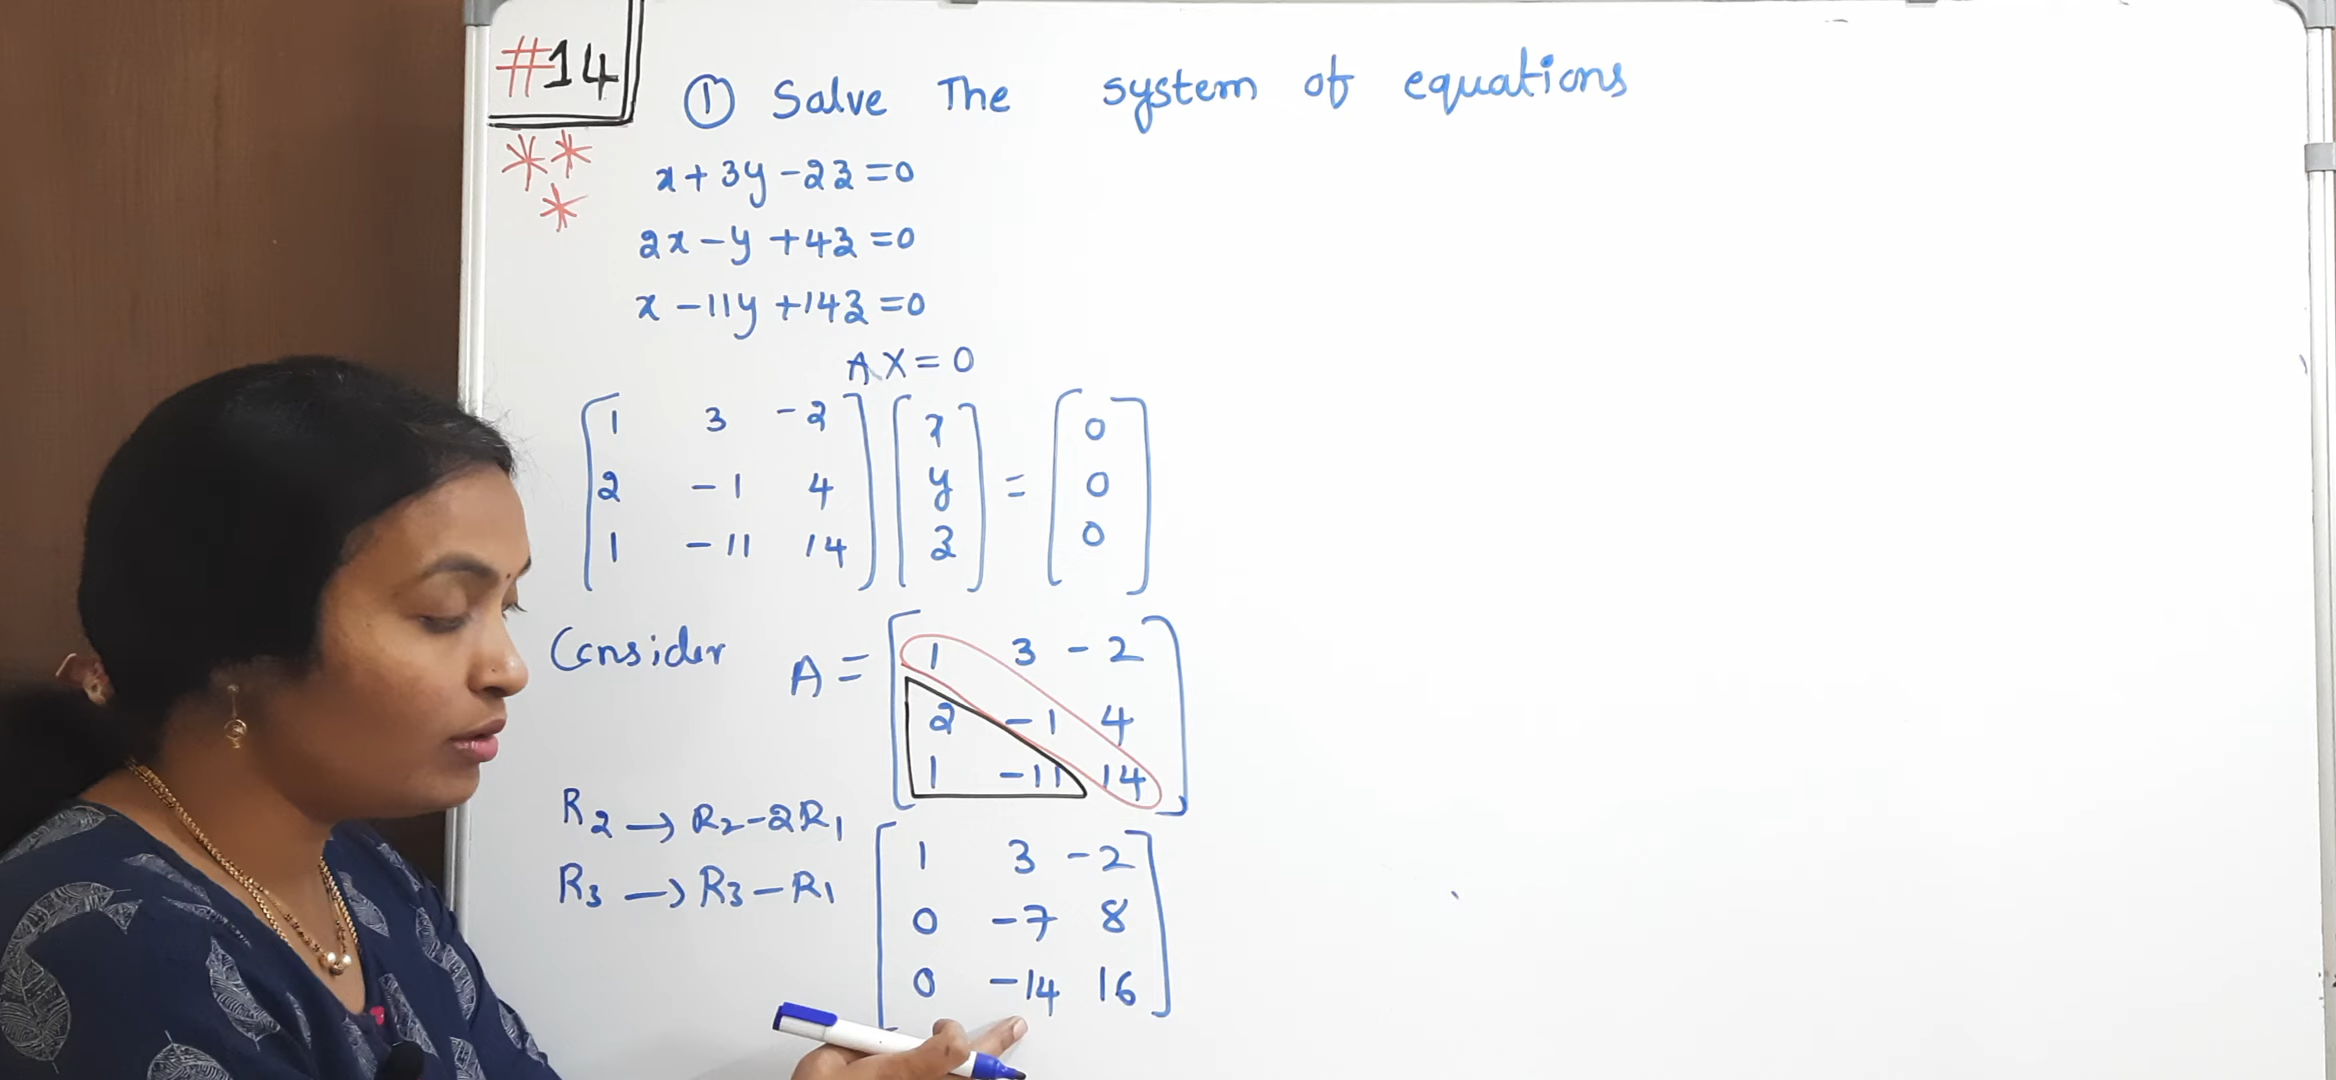 #14
① Solve The system of equations
x+3y-2z=0
2x-y+4z=0
x-11y+14z=0
AX=0
[1 3 -2] [x] [0]
[2 -1 4] [y] = [0]
[1 -11 14] [z] [0]
Consider A = [1 3 -2]
[2 -1 4]
[1 -11 14]
R2 → R2-2R1
R3 → R3-R1
[1 3 -2]
[0 -7 8]
[0 -14 16]